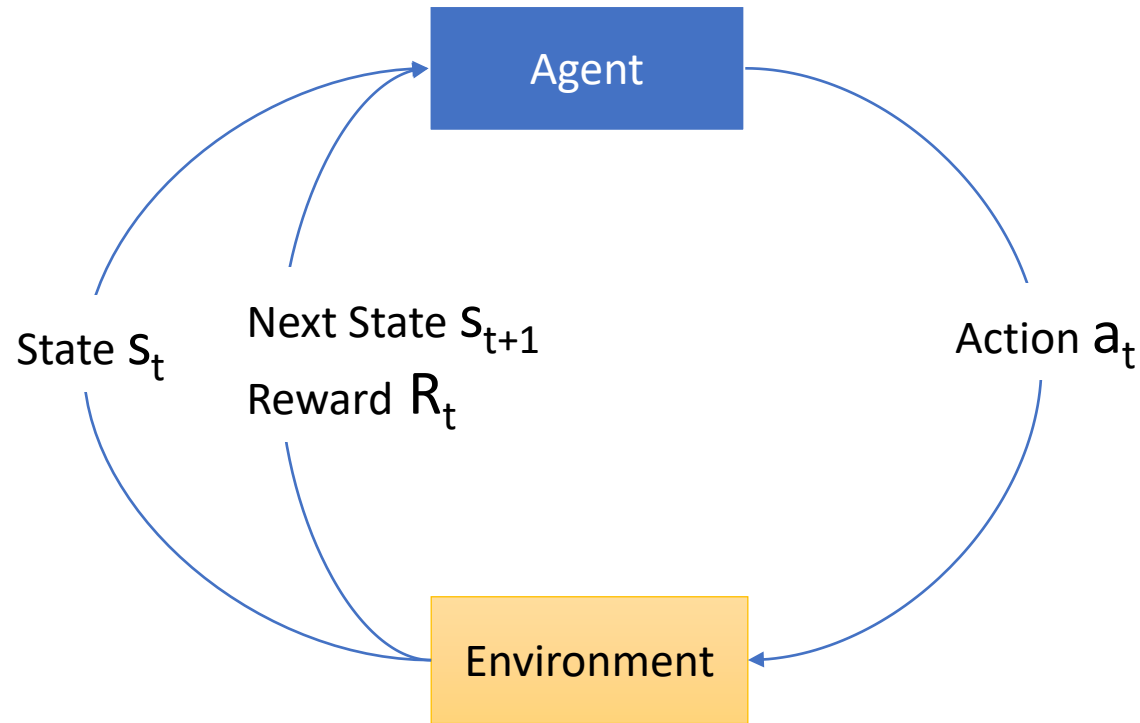 Agent
State sₜ
Next State sₜ₊₁
Reward Rₜ
Action aₜ
Environment